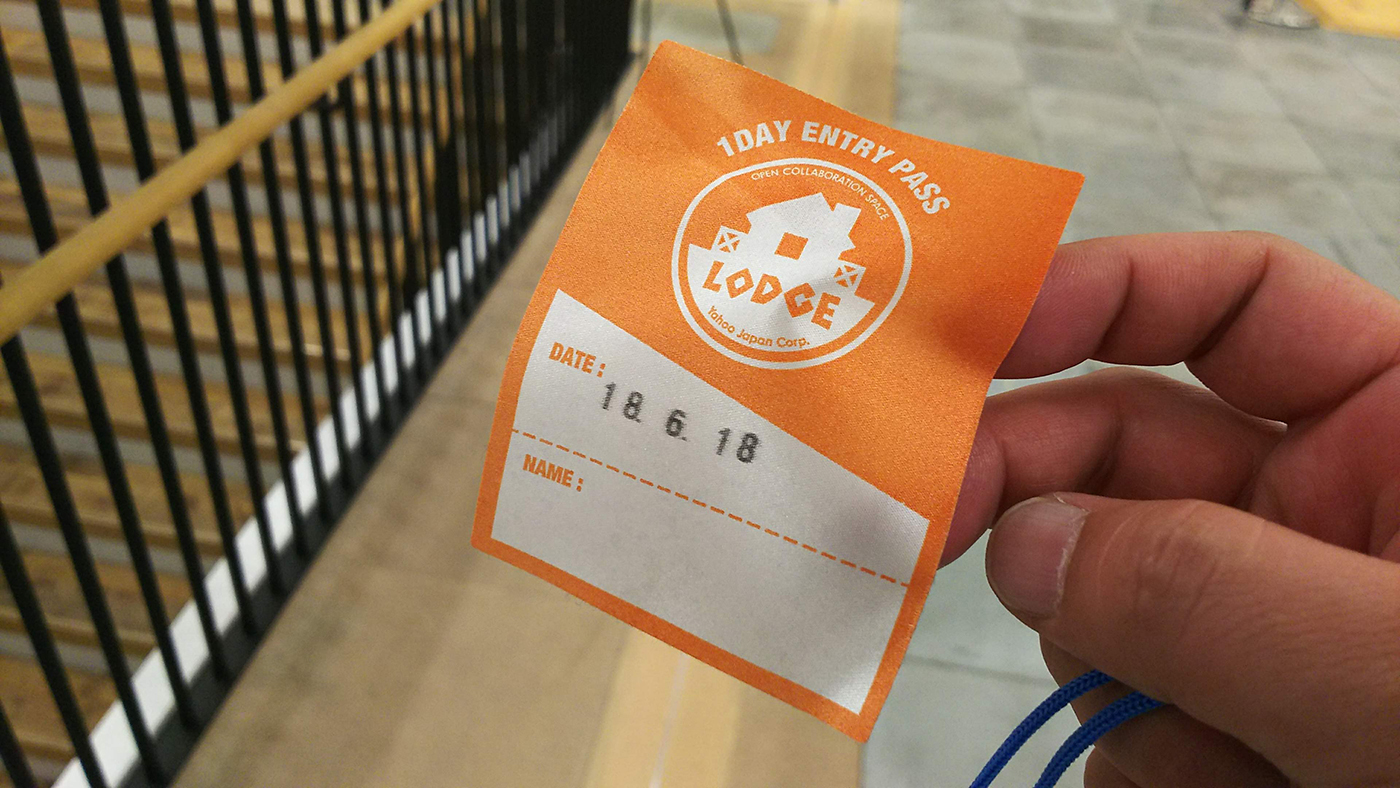 1DAY ENTRY PASS
OPEN COLLABORATION SPACE
LODGE
Yahoo Japan Corp.
DATE :
18. 6. 18
NAME :